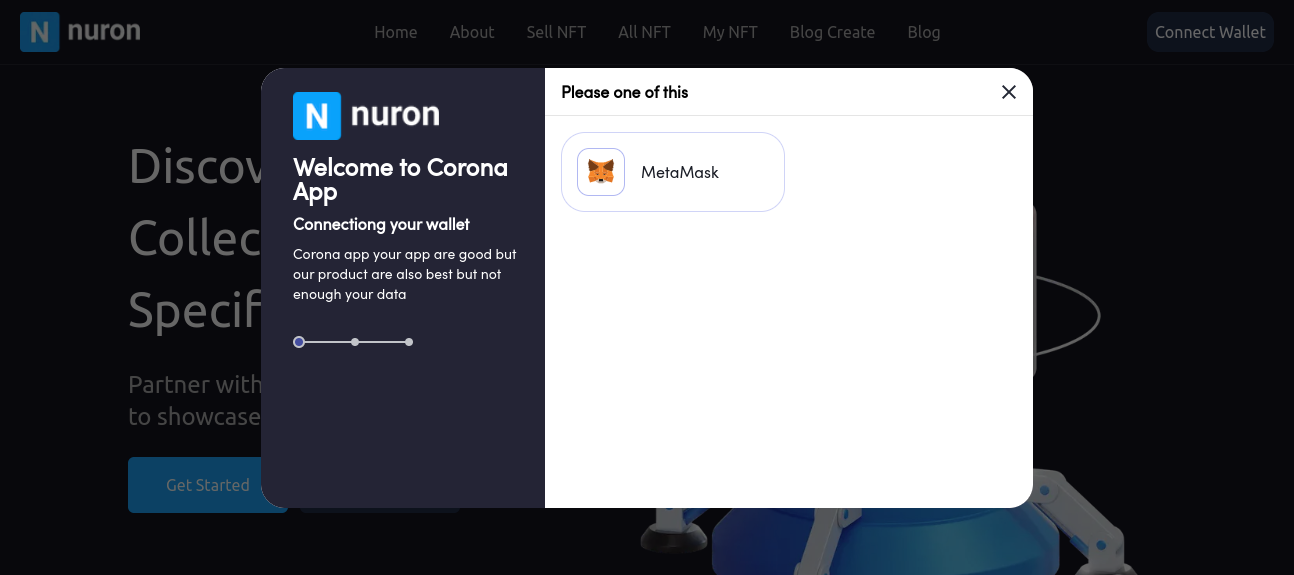 N nuron
Home About Sell NFT All NFT My NFT Blog Create Blog
Connect Wallet
N nuron
Welcome to Corona
App
Connectiong your wallet
Corona app your app are good but
our product are also best but not
enough your data
Please one of this
MetaMask
Collec
Specif
Partner with
to showcase
Get Started